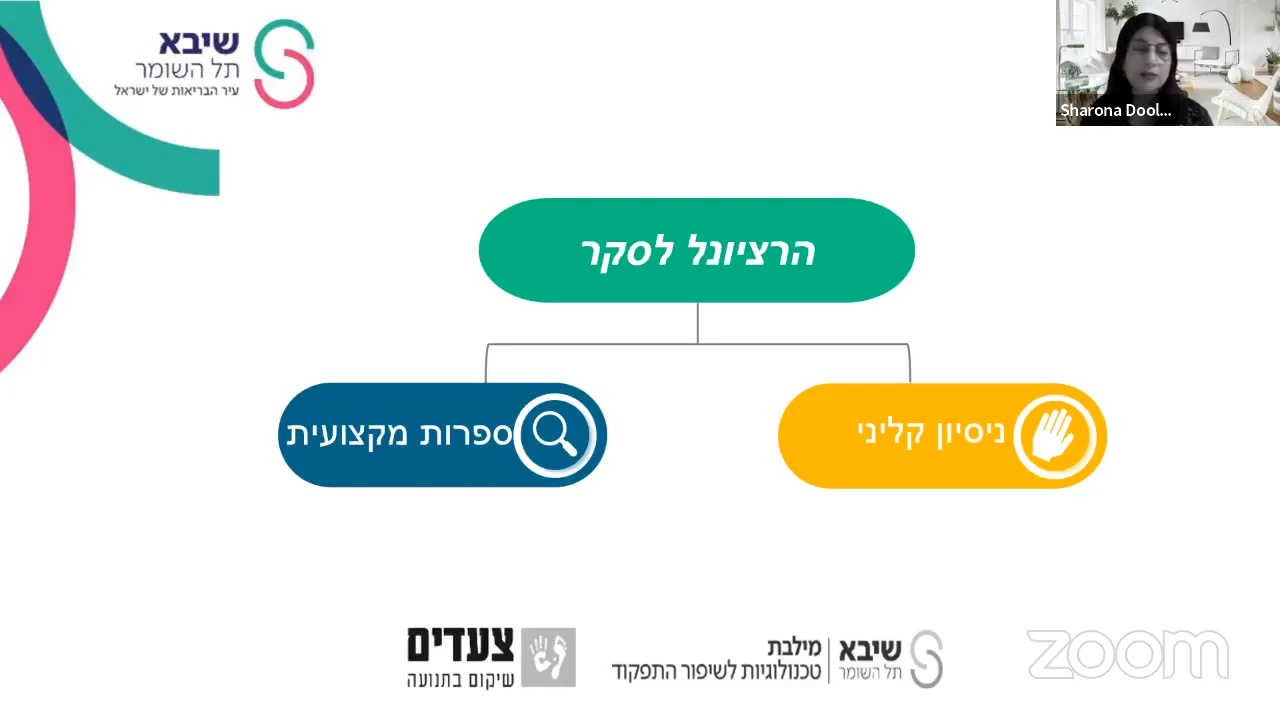 שיבא
תל השומר
עיר הבריאות של ישראל
Sharona Dool...
הרציונל לסקר
ניסיון קליני
ספרות מקצועית
צעדים
שיקום בתנועה
שיבא
תל השומר
מילבת
טכנולוגיות לשיפור התפקוד
zoom